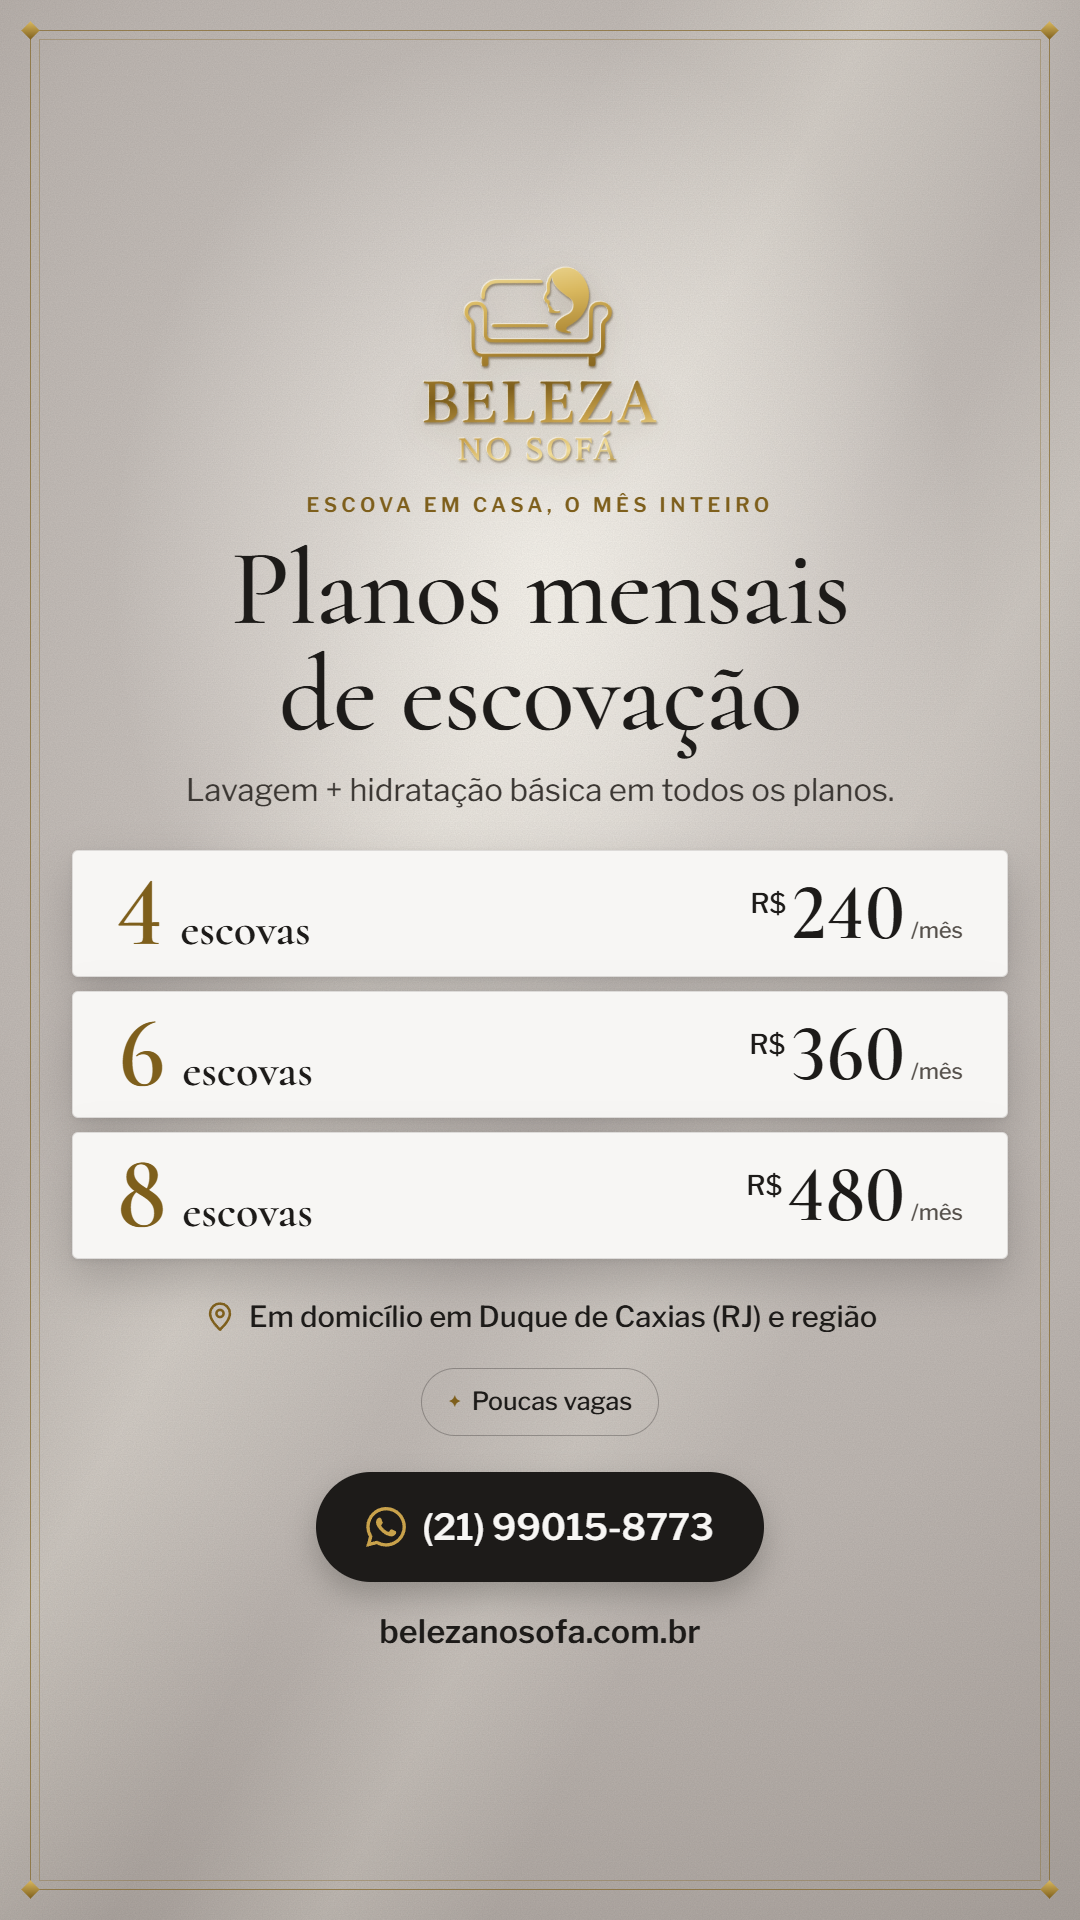 BELEZA
NO SOFÁ
ESCOVA EM CASA, O MÊS INTEIRO
Planos mensais
de escovação
Lavagem + hidratação básica em todos os planos.
4 escovas R$ 240 /mês
6 escovas R$ 360 /mês
8 escovas R$ 480 /mês
Em domicílio em Duque de Caxias (RJ) e região
Poucas vagas
(21) 99015-8773
belezanosofa.com.br